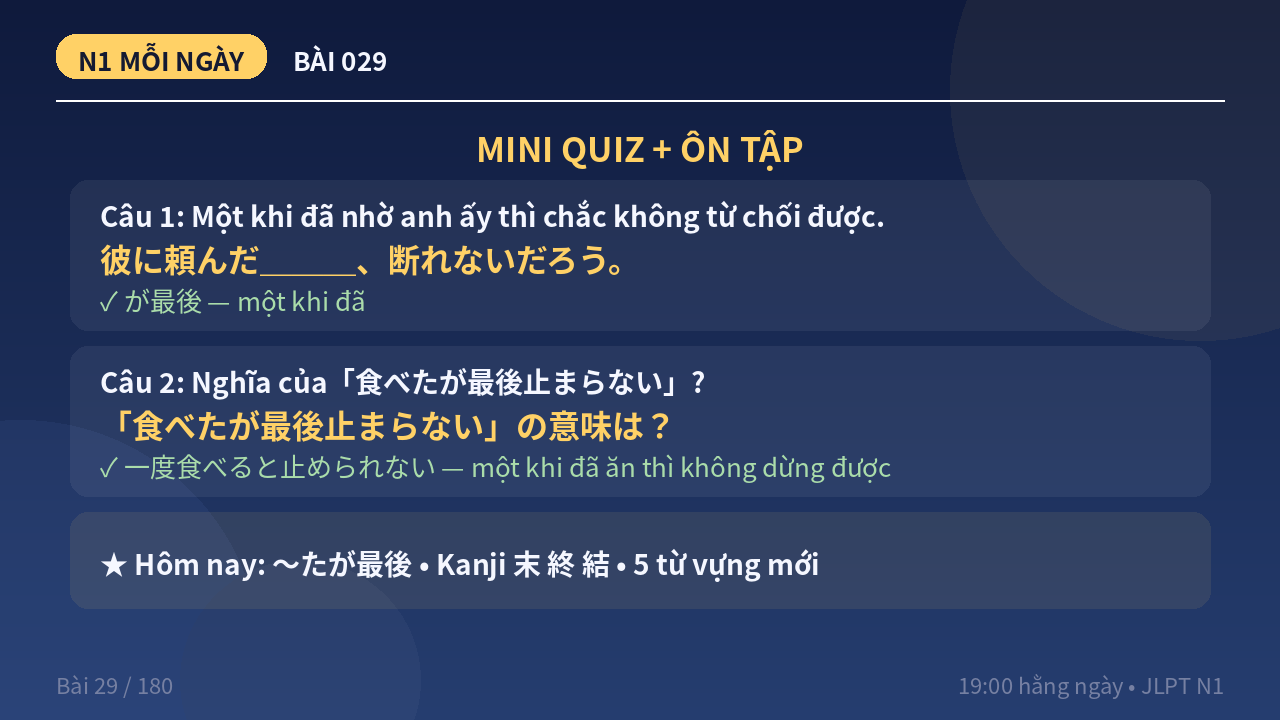 N1 MỖI NGÀY
BÀI 029
MINI QUIZ + ÔN TẬP
Câu 1: Một khi đã nhờ anh ấy thì chắc không từ chối được.
彼に頼んだ______、断れないだろう。
✓ が最後 — một khi đã
Câu 2: Nghĩa của「食べたが最後止まらない」?
「食べたが最後止まらない」の意味は？
✓ 一度食べると止められない — một khi đã ăn thì không dừng được
★ Hôm nay: ～たが最後 • Kanji 末 終 結 • 5 từ vựng mới
Bài 29 / 180
19:00 hằng ngày • JLPT N1